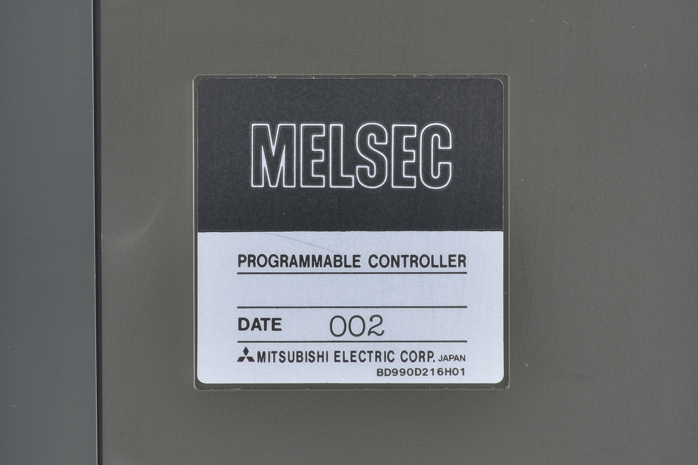 MELSEC
PROGRAMMABLE CONTROLLER
DATE 002
MITSUBISHI ELECTRIC CORP. JAPAN
BD990D216H01